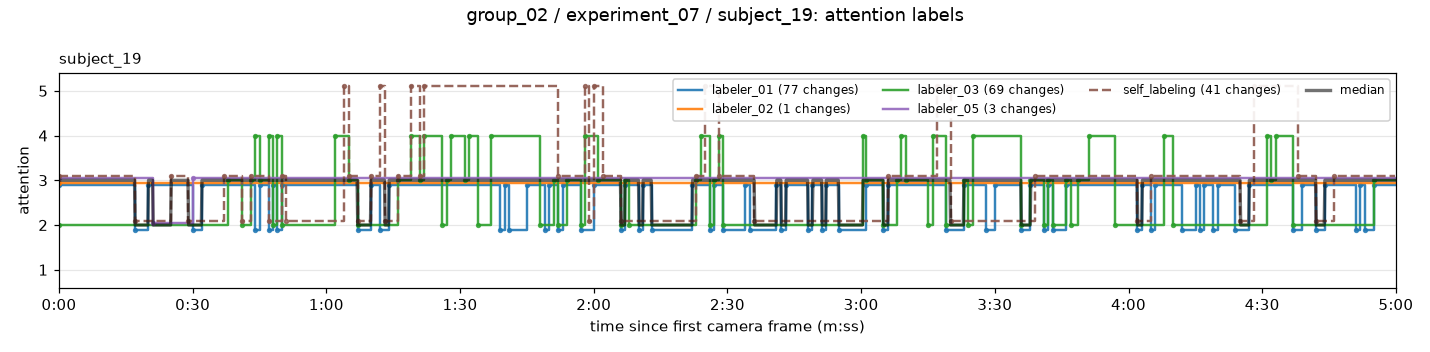 group_02 / experiment_07 / subject_19: attention labels
subject_19
labeler_01 (77 changes)
labeler_02 (1 changes)
labeler_03 (69 changes)
labeler_05 (3 changes)
self_labeling (41 changes)
median
attention
5
4
3
2
1
0:00 0:30 1:00 1:30 2:00 2:30 3:00 3:30 4:00 4:30 5:00
time since first camera frame (m:ss)